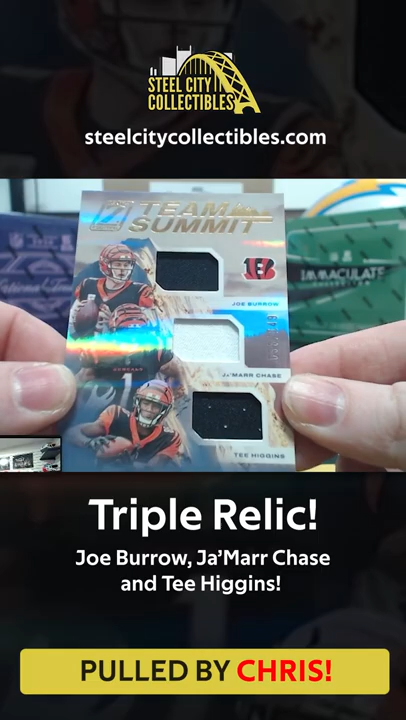 STEEL CITY
COLLECTIBLES
steelcitycollectibles.com
TEAM
SUMMIT
IMMACULATE
JOE BURROW
JA'MARR CHASE
TEE HIGGINS
Triple Relic!
Joe Burrow, Ja'Marr Chase
and Tee Higgins!
PULLED BY CHRIS!